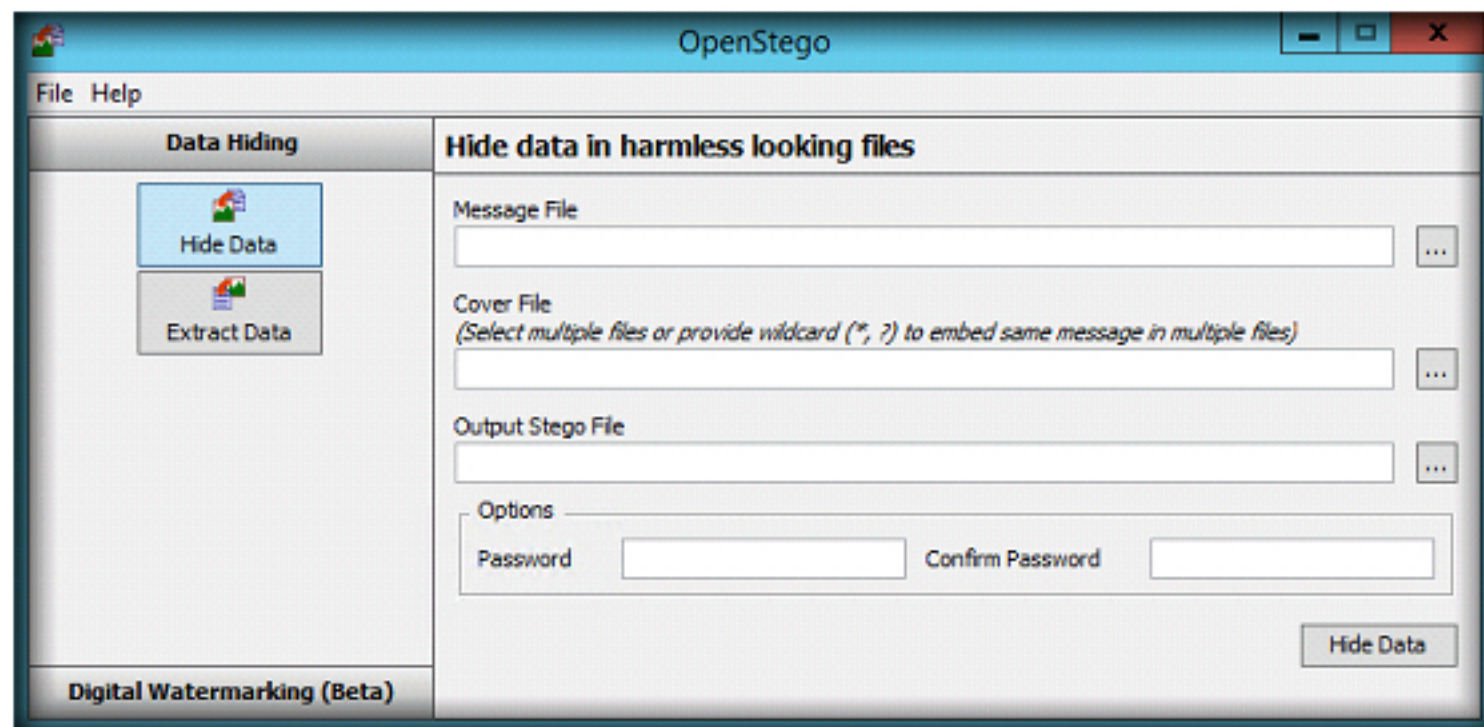 OpenStego
File Help
Data Hiding
Hide Data
Extract Data
Digital Watermarking (Beta)
Hide data in harmless looking files
Message File
...
Cover File
(Select multiple files or provide wildcard (*, ?) to embed same message in multiple files)
...
Output Stego File
...
Options
Password Confirm Password
Hide Data